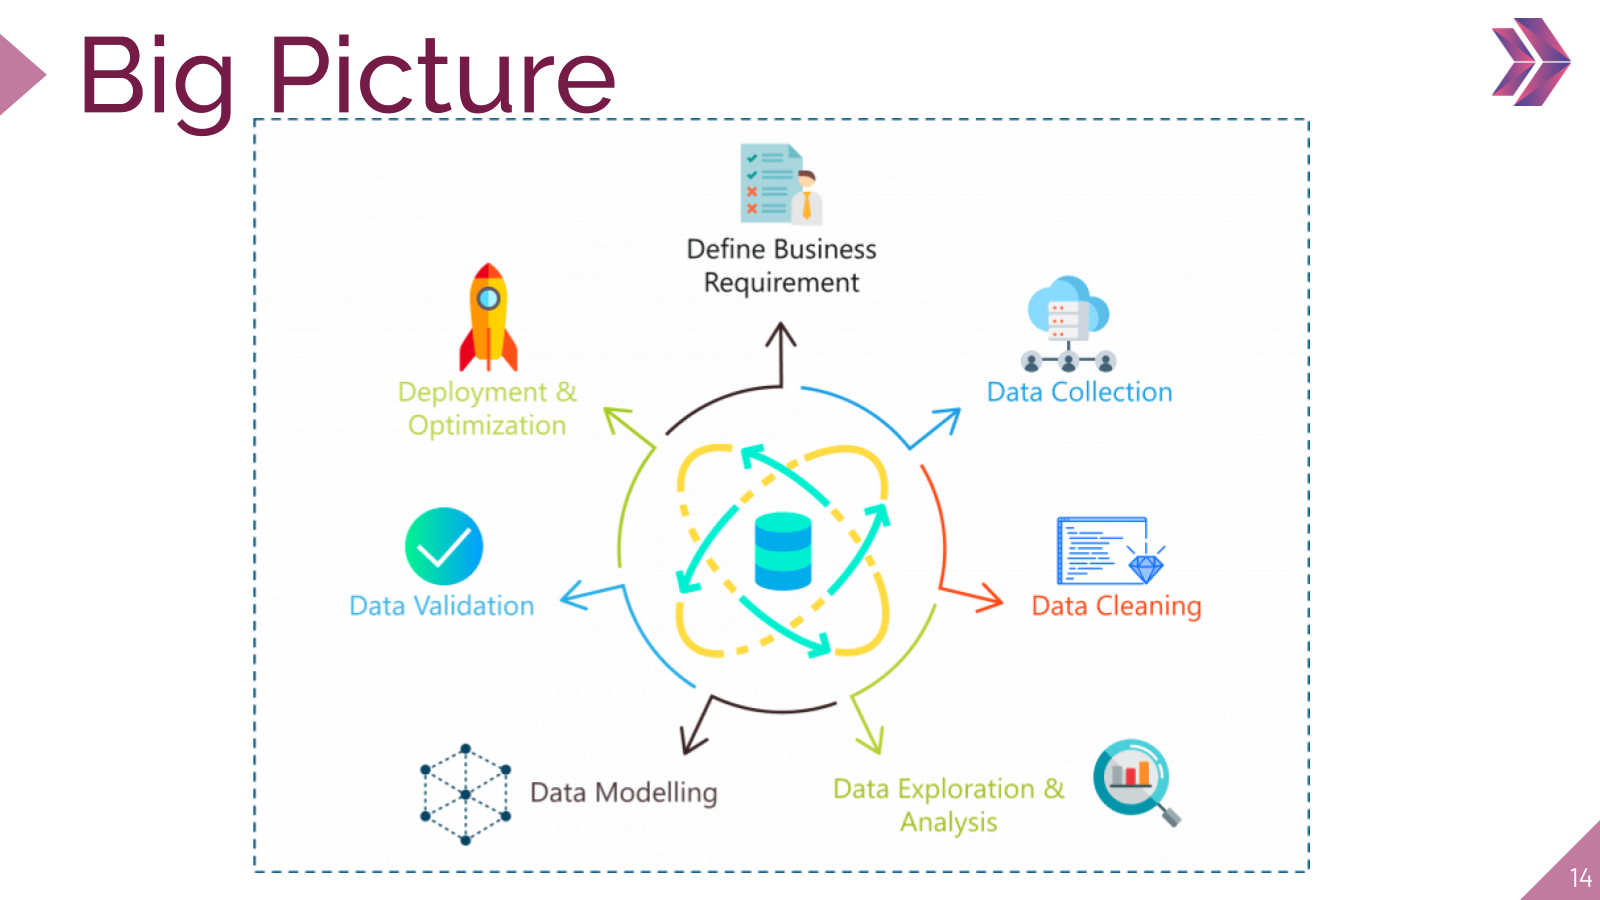 Big Picture
Define Business
Requirement
Data Collection
Data Cleaning
Data Exploration &
Analysis
Data Modelling
Data Validation
Deployment &
Optimization
14